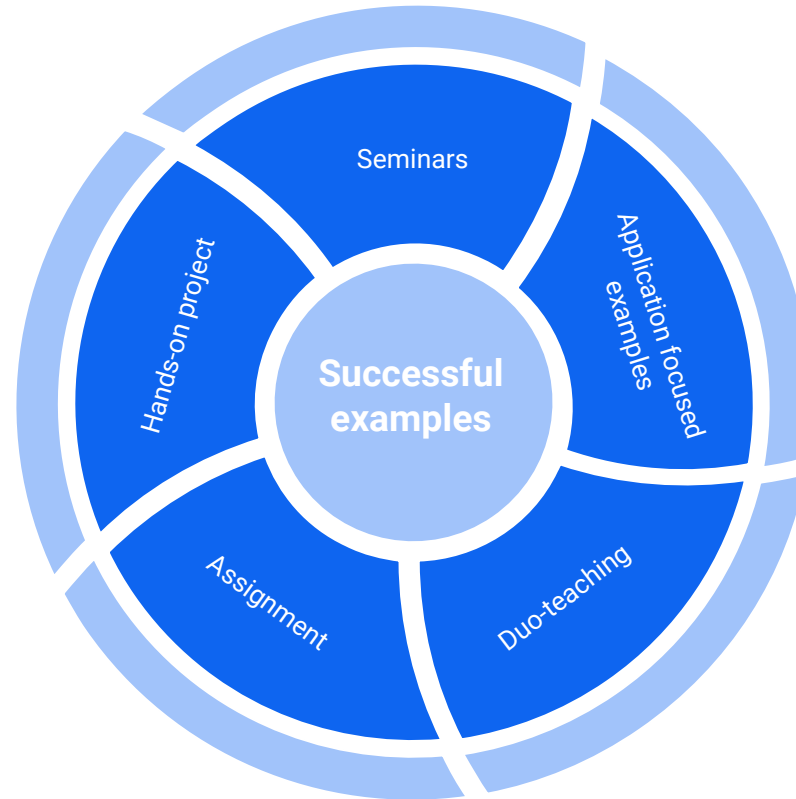 Seminars
Application focused
examples
Duo-teaching
Assignment
Hands-on project
Successful
examples